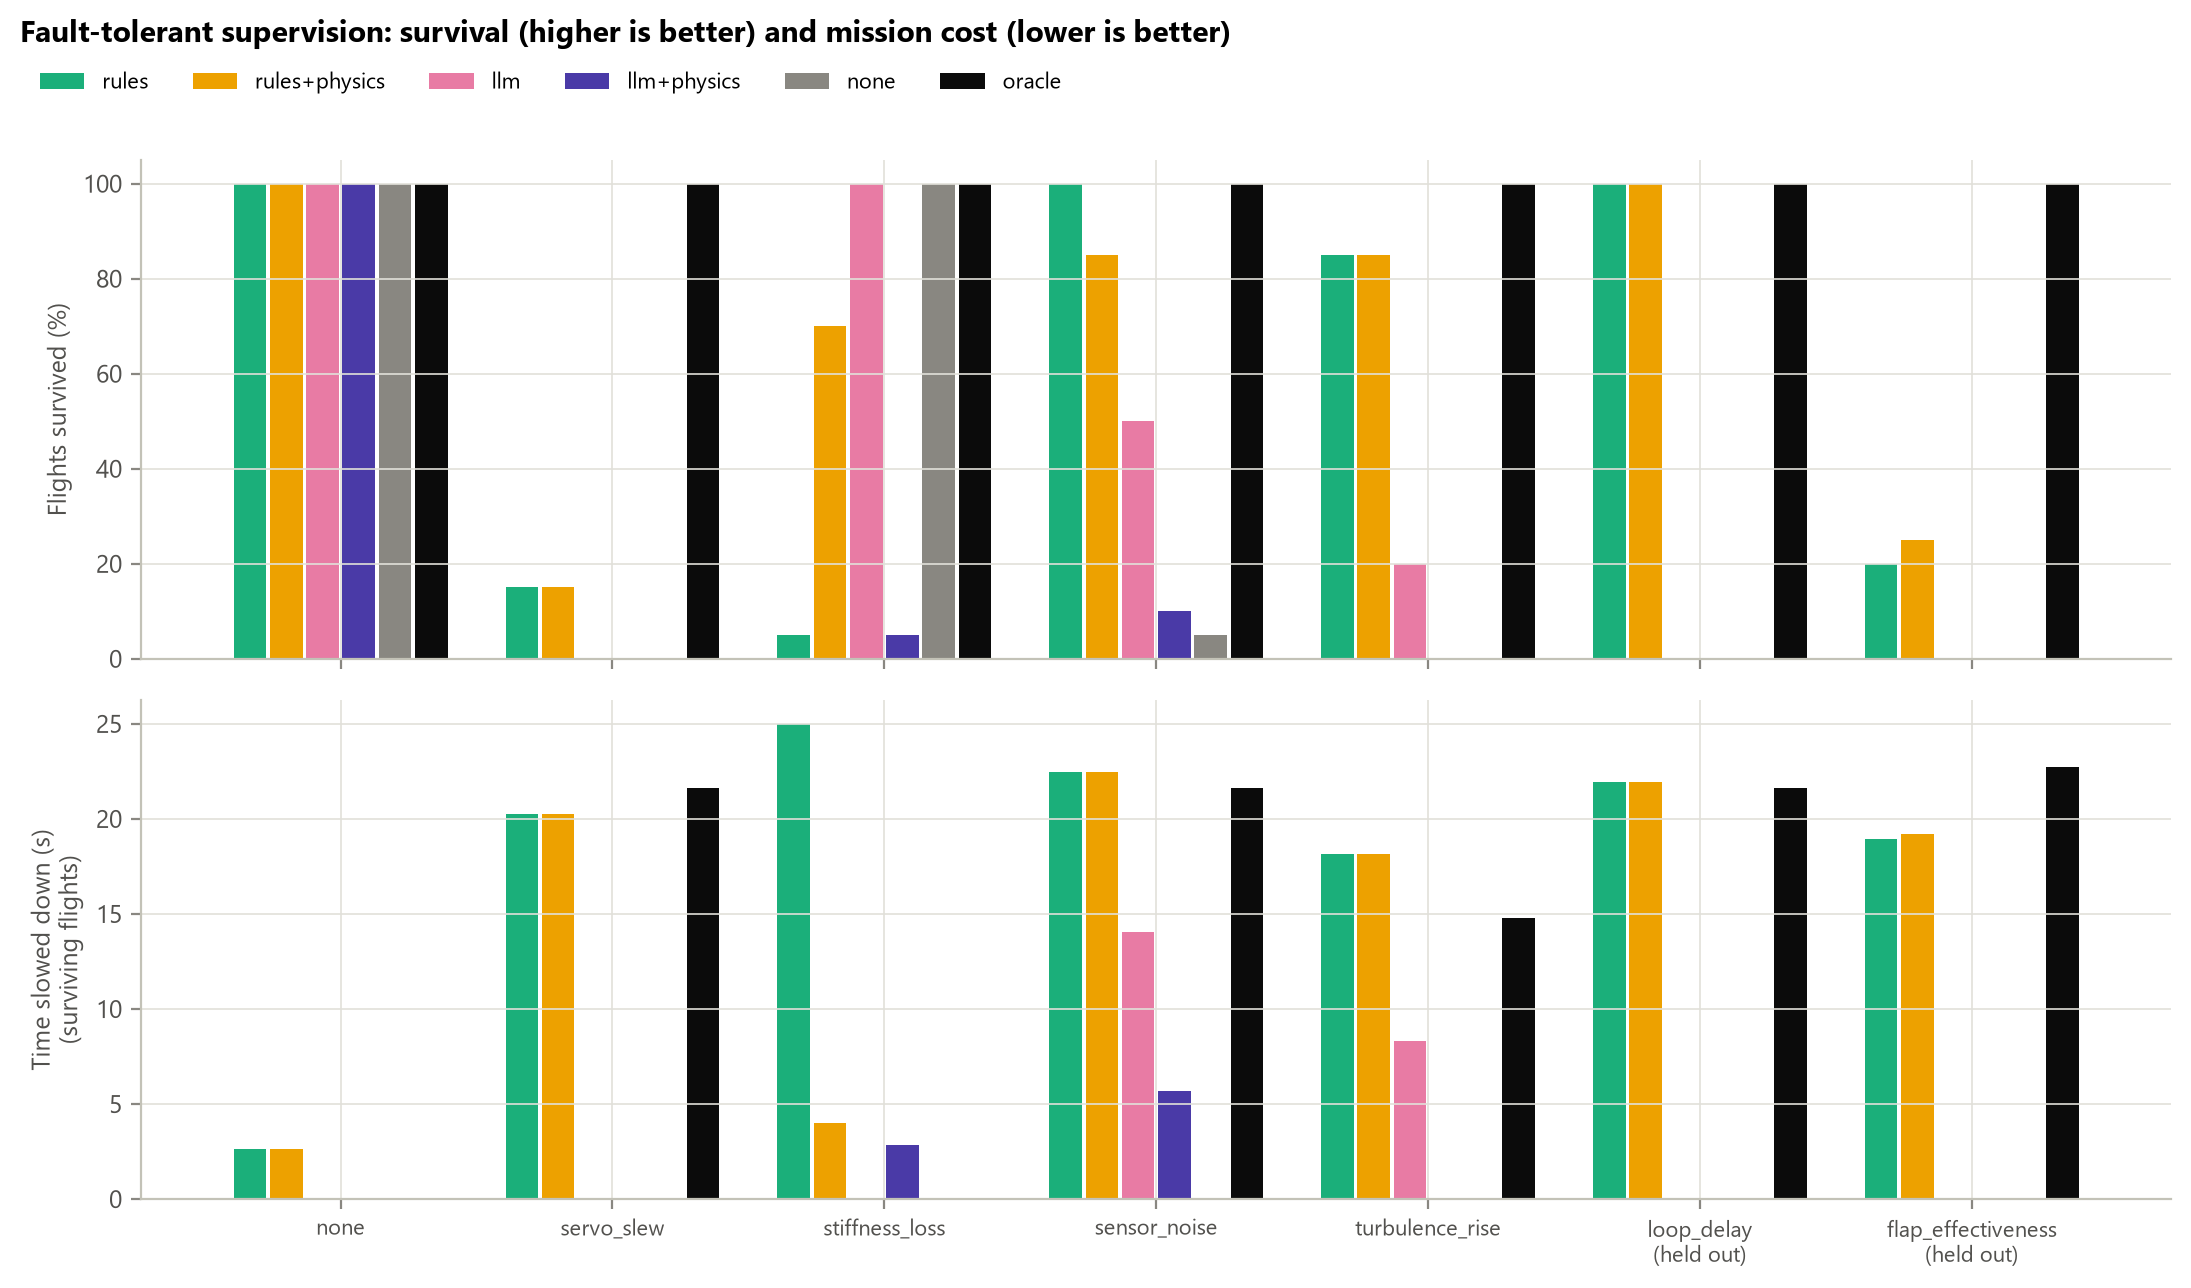 Fault-tolerant supervision: survival (higher is better) and mission cost (lower is better)
rules
rules+physics
llm
llm+physics
none
oracle
Flights survived (%)
100
80
60
40
20
0
Time slowed down (s)
(surviving flights)
25
20
15
10
5
0
none
servo_slew
stiffness_loss
sensor_noise
turbulence_rise
loop_delay
(held out)
flap_effectiveness
(held out)